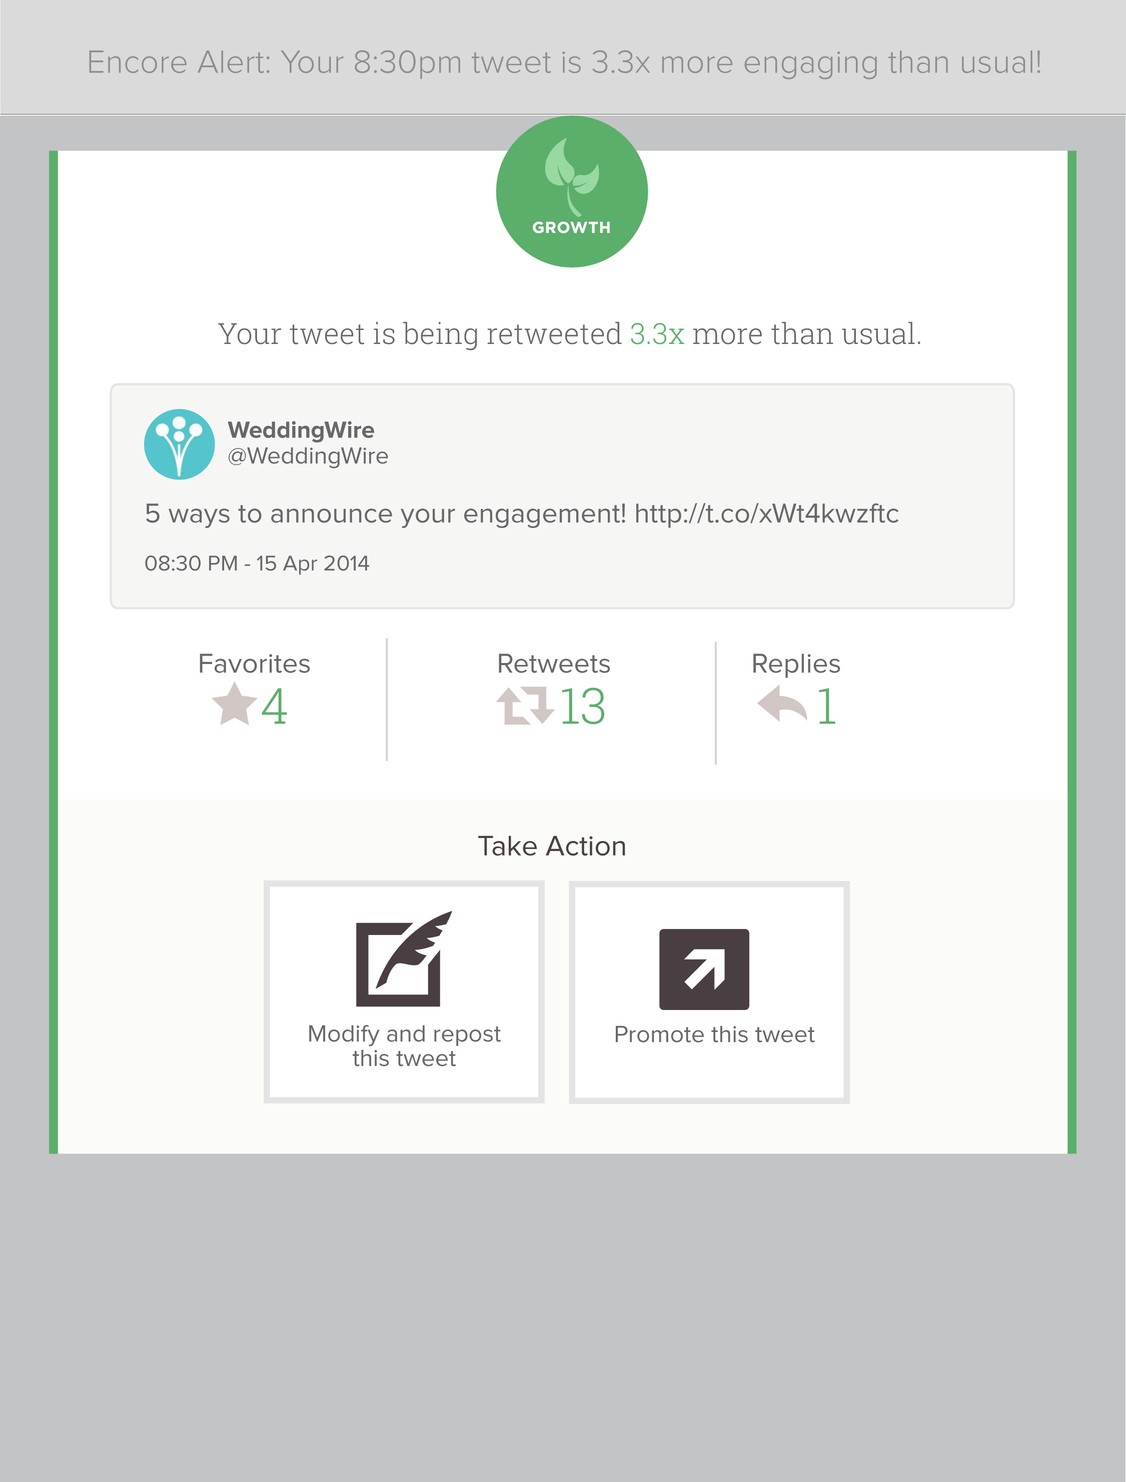 Encore Alert: Your 8:30pm tweet is 3.3x more engaging than usual!
GROWTH
Your tweet is being retweeted 3.3x more than usual.
WeddingWire
@WeddingWire
5 ways to announce your engagement! http://t.co/xWt4kwzftc
08:30 PM - 15 Apr 2014
Favorites
4
Retweets
13
Replies
1
Take Action
Modify and repost
this tweet
Promote this tweet